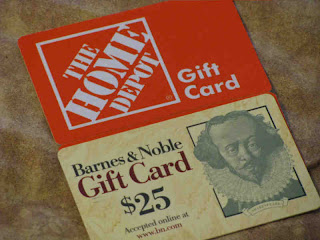 THE
HOME
DEPOT
Gift
Card
Barnes & Noble
Gift Card
$25
Accepted online at
www.bn.com